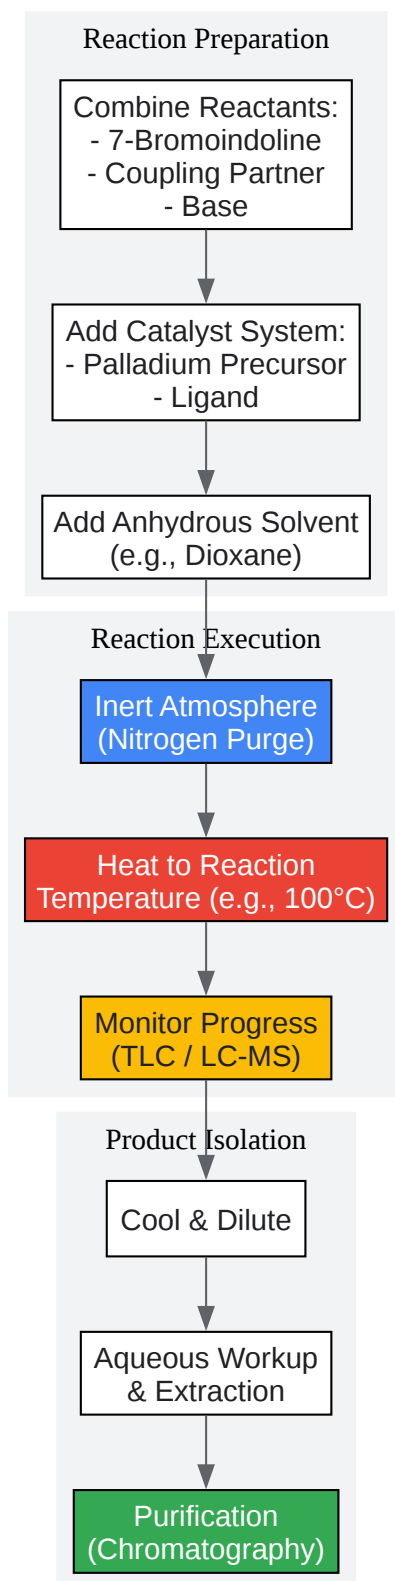 Reaction Preparation
Combine Reactants:
- 7-Bromoindoline
- Coupling Partner
- Base
Add Catalyst System:
- Palladium Precursor
- Ligand
Add Anhydrous Solvent
(e.g., Dioxane)
Reaction Execution
Inert Atmosphere
(Nitrogen Purge)
Heat to Reaction
Temperature (e.g., 100°C)
Monitor Progress
(TLC / LC-MS)
Product Isolation
Cool & Dilute
Aqueous Workup
& Extraction
Purification
(Chromatography)